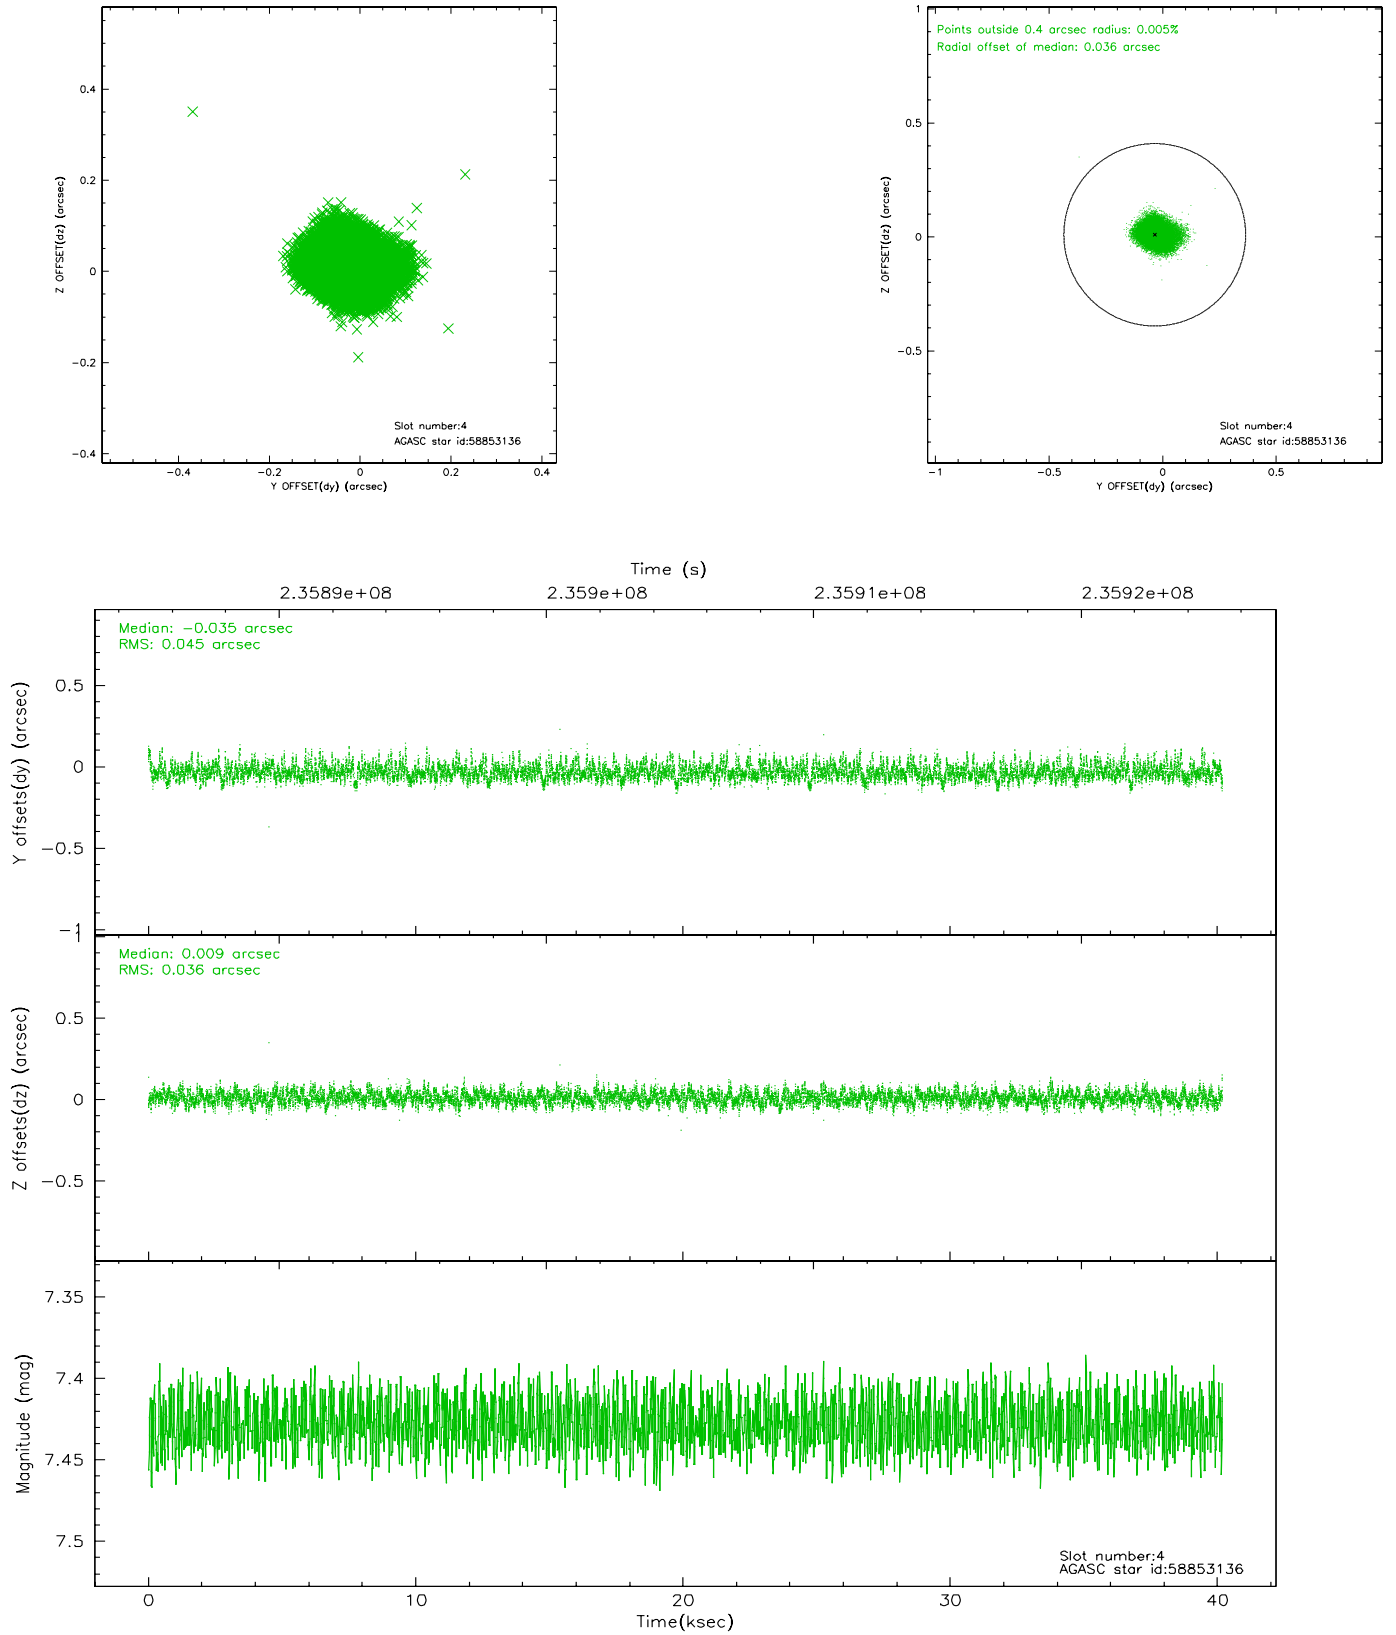 0.4
0.2
0
−0.2
−0.4
−0.4
−0.2
0
0.2
0.4
Z OFFSET(dz) (arcsec)
Y OFFSET(dy) (arcsec)
Slot number:4
AGASC star id:58853136
Points outside 0.4 arcsec radius: 0.005%
Radial offset of median: 0.036 arcsec
1
0.5
0
−0.5
−1
−0.5
0
0.5
Z OFFSET(dz) (arcsec)
Y OFFSET(dy) (arcsec)
Slot number:4
AGASC star id:58853136
Time (s)
2.3589e+08
2.359e+08
2.3591e+08
2.3592e+08
Median: −0.035 arcsec
RMS: 0.045 arcsec
0.5
0
−0.5
−1
Y offsets(dy) (arcsec)
Median: 0.009 arcsec
RMS: 0.036 arcsec
1
0.5
0
−0.5
Z offsets(dz) (arcsec)
7.35
7.4
7.45
7.5
Magnitude (mag)
Slot number:4
AGASC star id:58853136
0
10
20
30
40
Time(ksec)